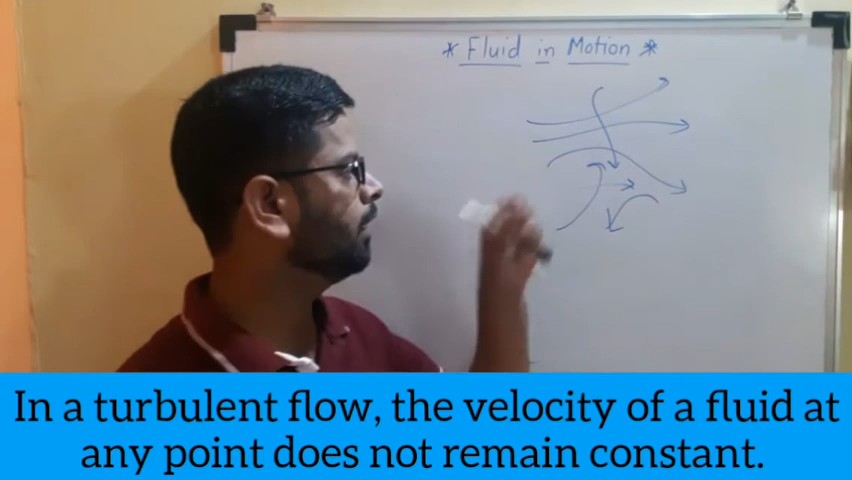 * Fluid in Motion *
In a turbulent flow, the velocity of a fluid at
any point does not remain constant.